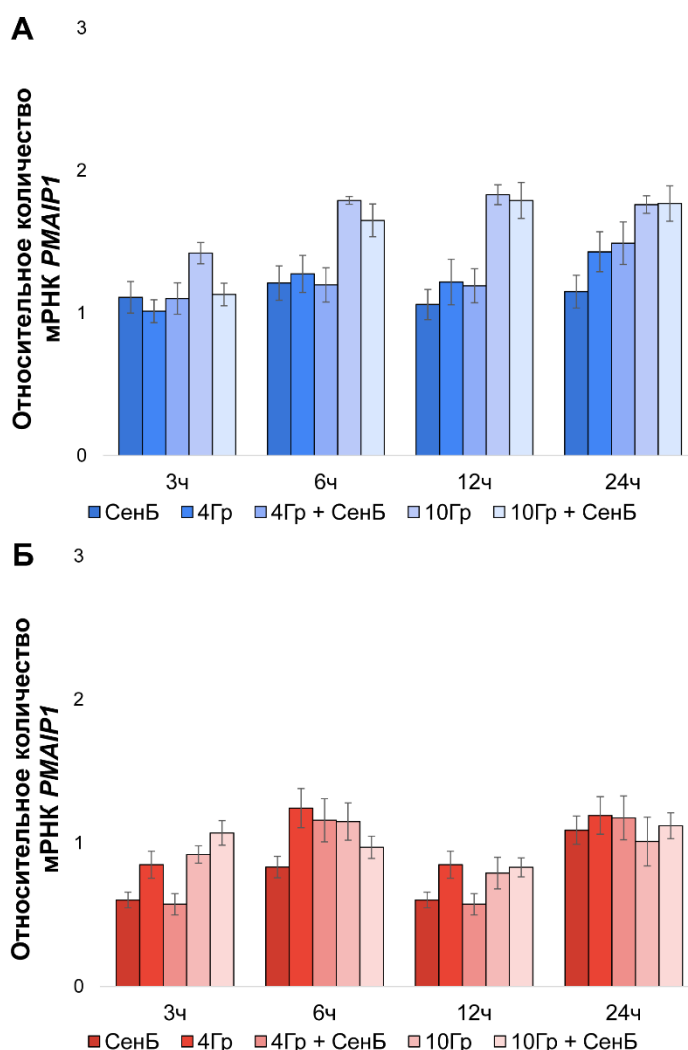 А
3
2
1
0
Относительное количество
мРНК PMAIP1
3ч 6ч 12ч 24ч
СенБ 4Гр 4Гр + СенБ 10Гр 10Гр + СенБ
Б
3
2
1
0
Относительное количество
мРНК PMAIP1
3ч 6ч 12ч 24ч
СенБ 4Гр 4Гр + СенБ 10Гр 10Гр + СенБ